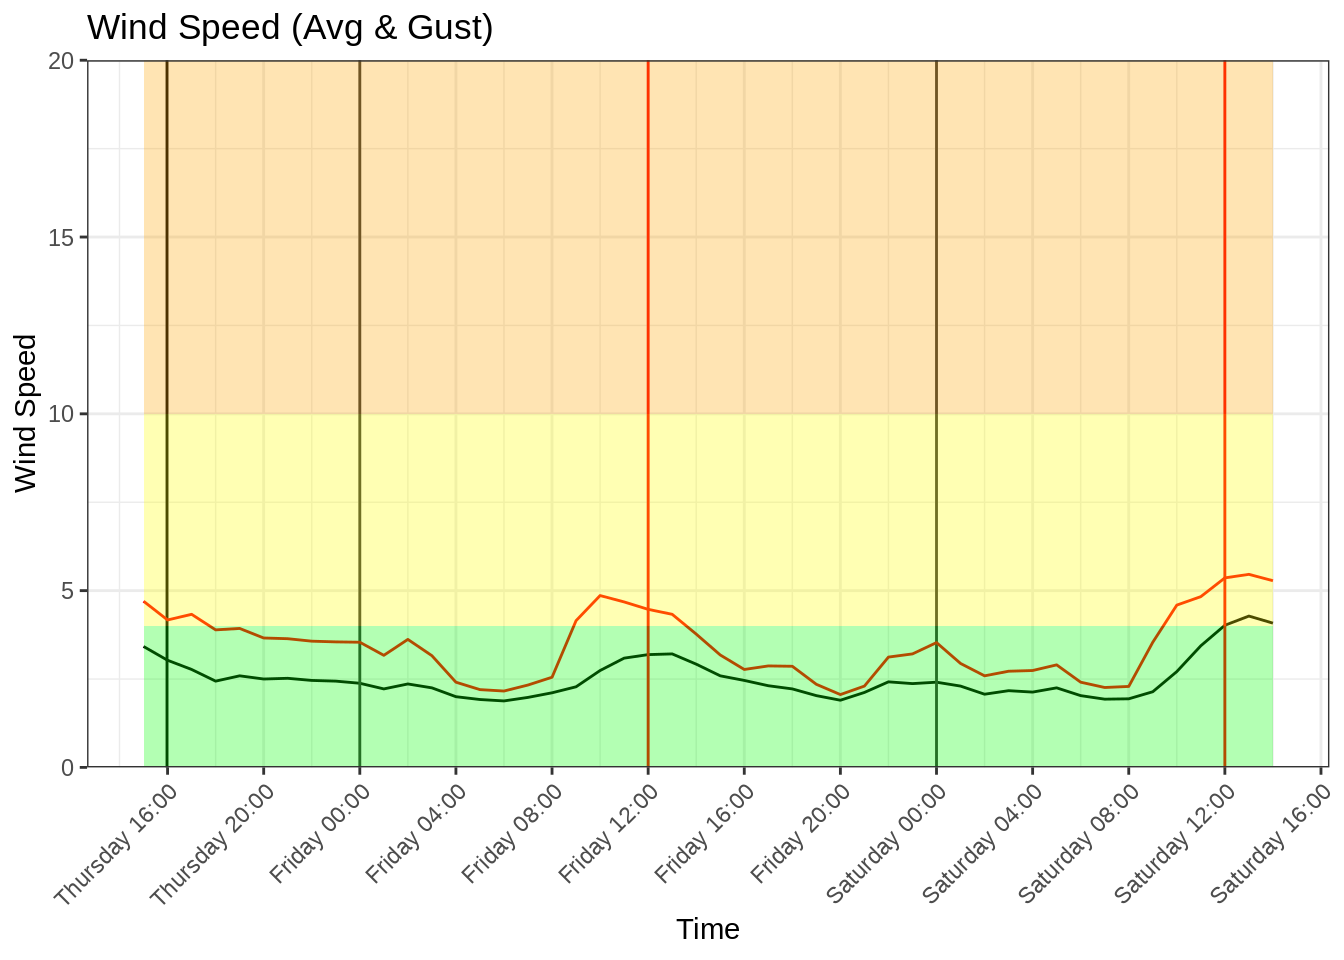 Wind Speed (Avg & Gust)
20
15
10
5
0
Wind Speed
Thursday 16:00
Thursday 20:00
Friday 00:00
Friday 04:00
Friday 08:00
Friday 12:00
Friday 16:00
Friday 20:00
Saturday 00:00
Saturday 04:00
Saturday 08:00
Saturday 12:00
Saturday 16:00
Time